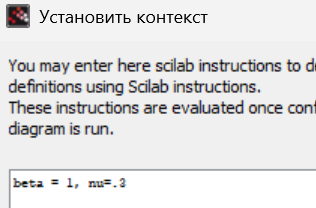 Установить контекст
You may enter here scilab instructions to d
definitions using Scilab instructions.
These instructions are evaluated once con
diagram is run.
beta = 1, nu=.3